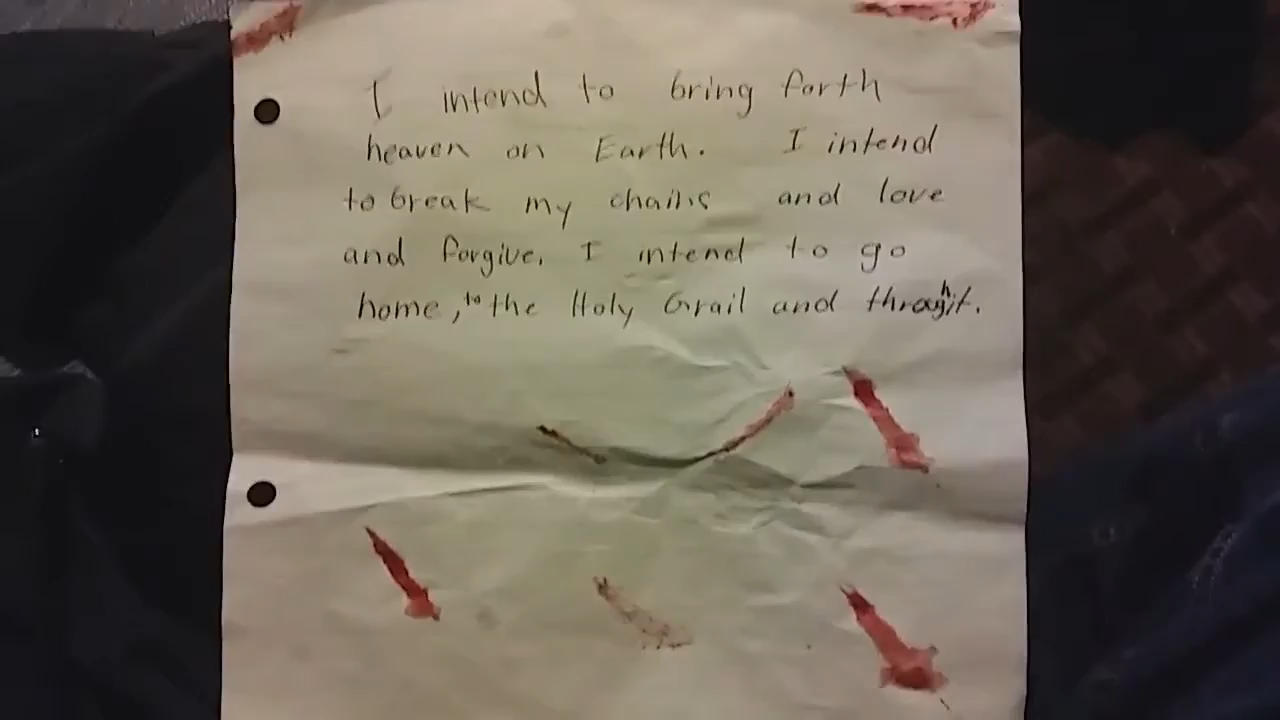 I intend to bring forth
heaven on Earth. I intend
to break my chains and love
and forgive. I intend to go
home, to the Holy Grail and through it.